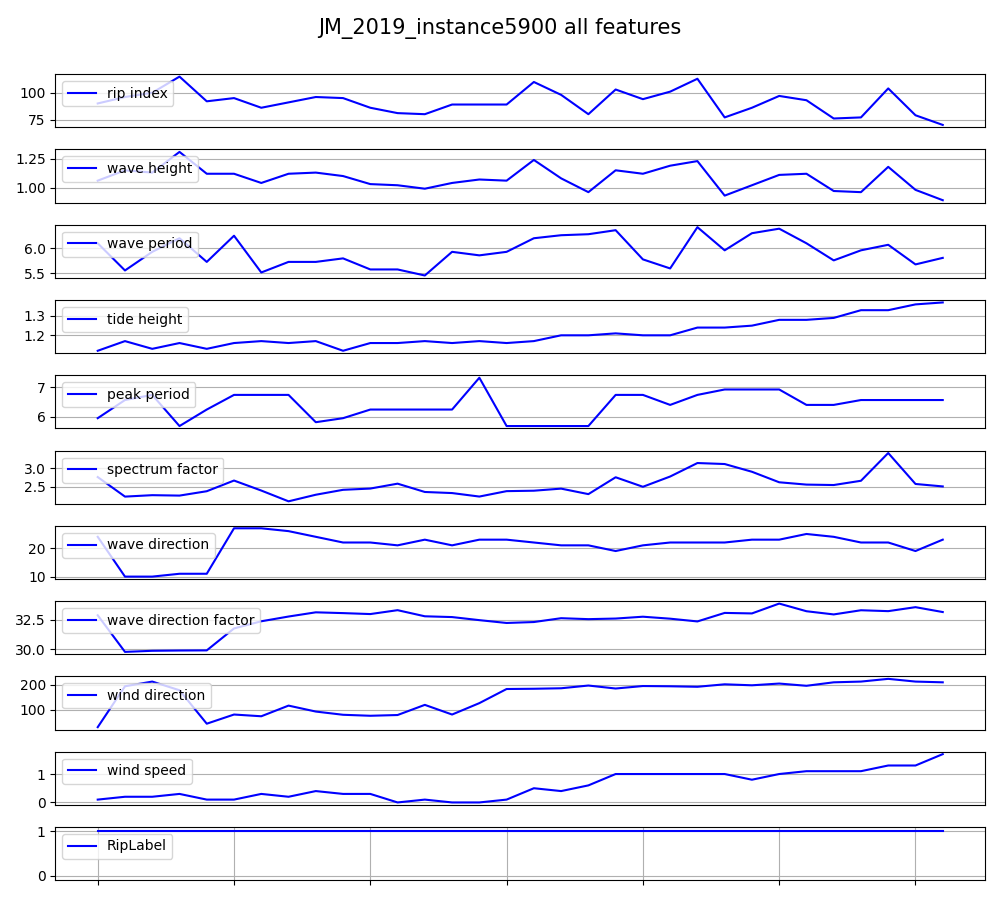 JM_2019_instance5900 all features
100
75
rip index
1.25
1.00
wave height
6.0
5.5
wave period
1.3
1.2
tide height
7
6
peak period
3.0
2.5
spectrum factor
20
10
wave direction
32.5
30.0
wave direction factor
200
100
wind direction
1
0
wind speed
1
0
RipLabel